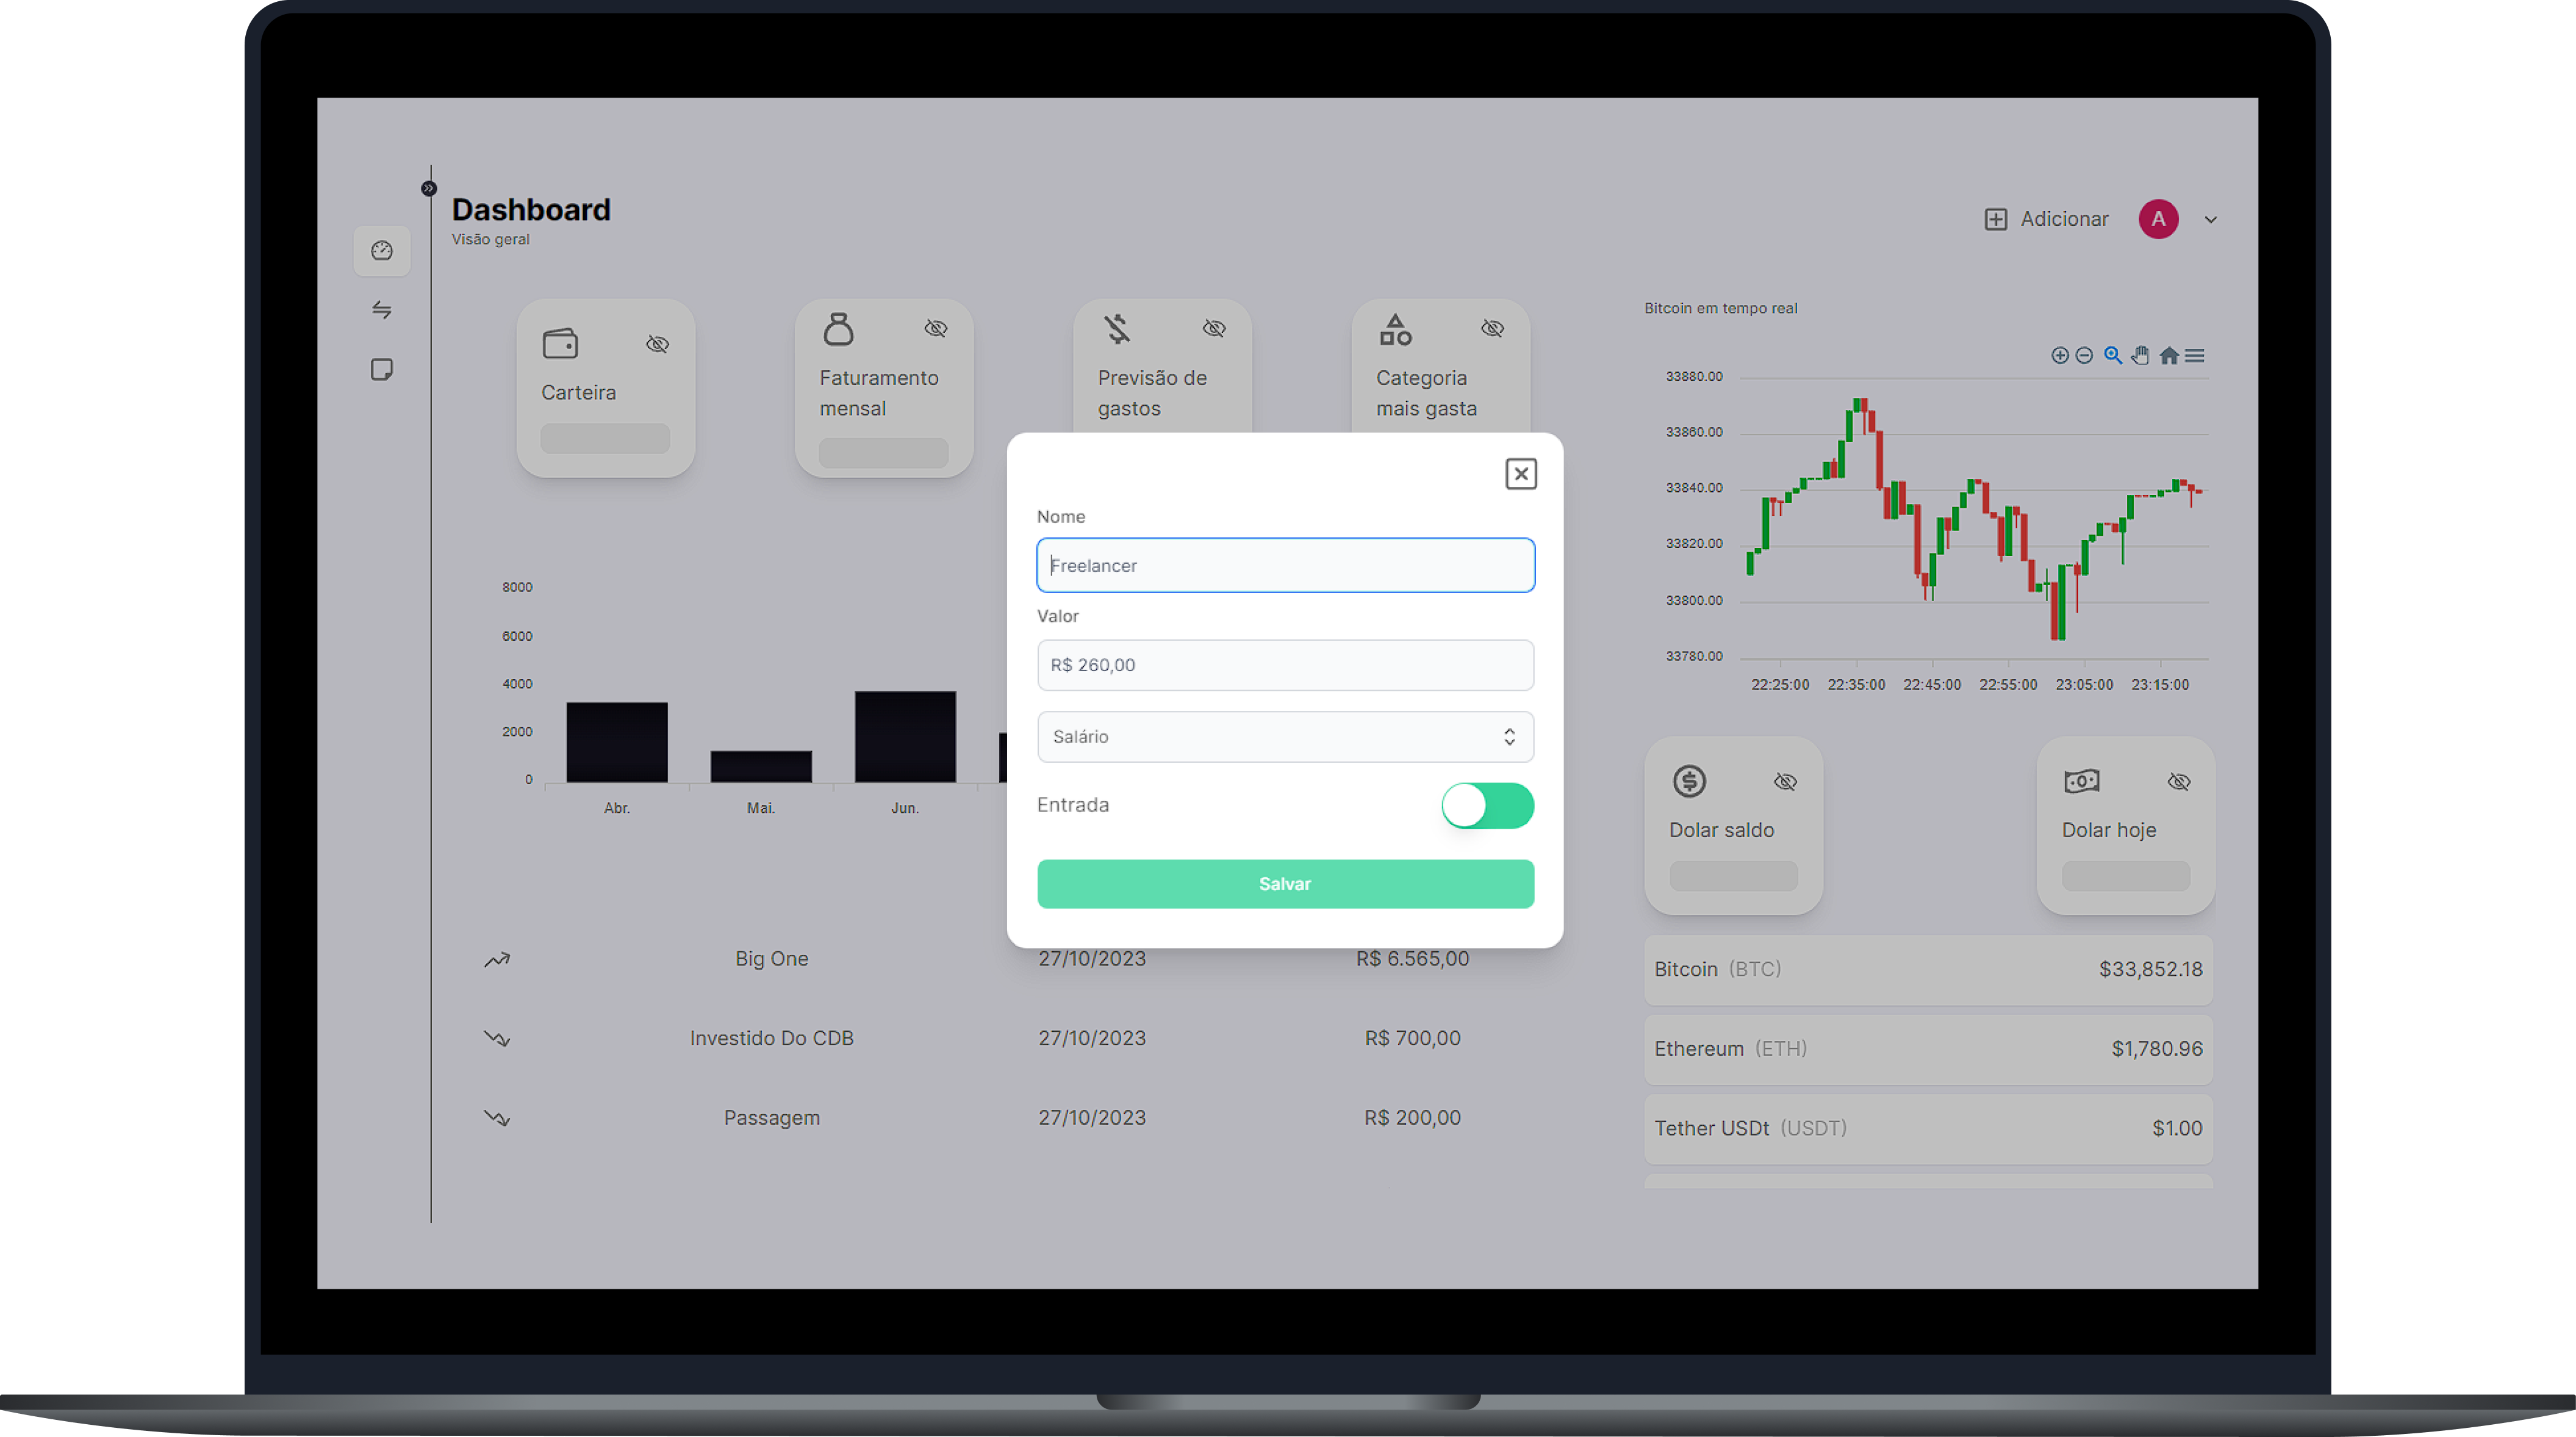 Dashboard
Visão geral
Adicionar
A
Carteira
Faturamento
mensal
Previsão de
gastos
Categoria
mais gasta
Bitcoin em tempo real
33880.00
33860.00
33840.00
33820.00
33800.00
33780.00
22:25:00 22:35:00 22:45:00 22:55:00 23:05:00 23:15:00
8000
6000
4000
2000
0
Abr. Mai. Jun.
Nome
Freelancer
Valor
R$ 260,00
Salário
Entrada
Salvar
Dolar saldo
Dolar hoje
Big One 27/10/2023 R$ 6.565,00
Investido Do CDB 27/10/2023 R$ 700,00
Passagem 27/10/2023 R$ 200,00
Bitcoin (BTC) $33,852.18
Ethereum (ETH) $1,780.96
Tether USDt (USDT) $1.00